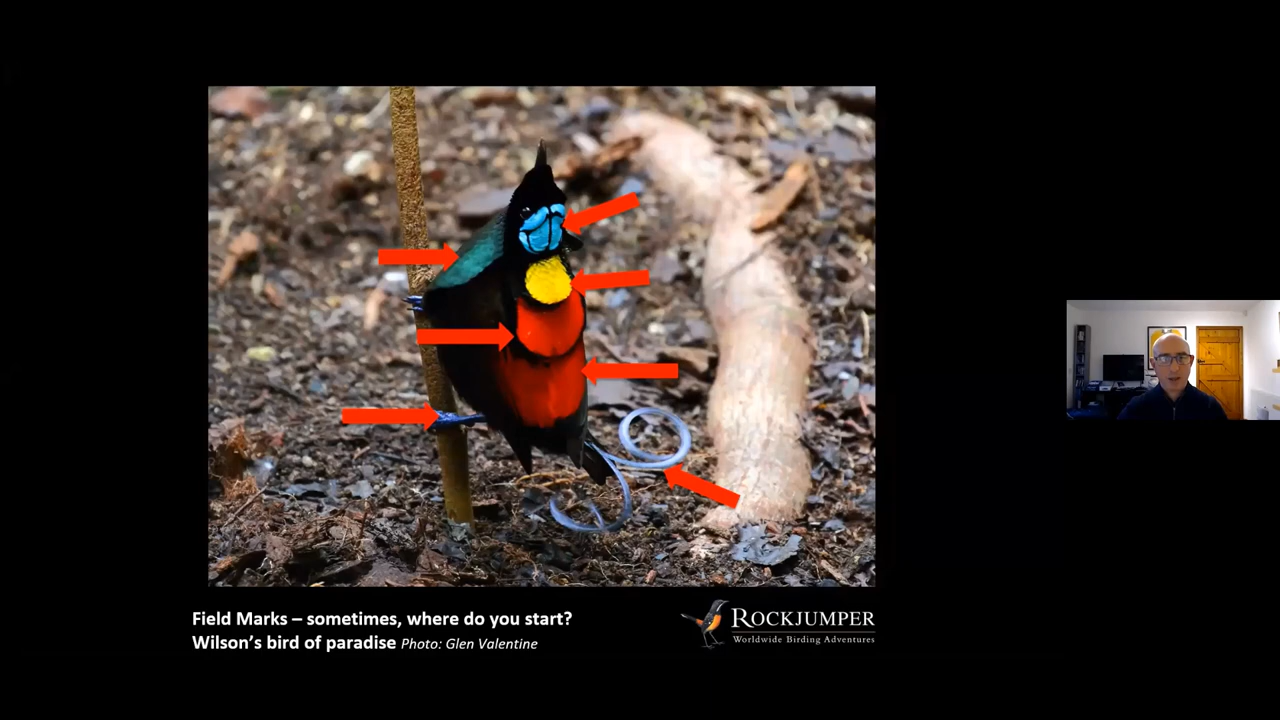 Field Marks – sometimes, where do you start?
Wilson's bird of paradise Photo: Glen Valentine
ROCKJUMPER
Worldwide Birding Adventures